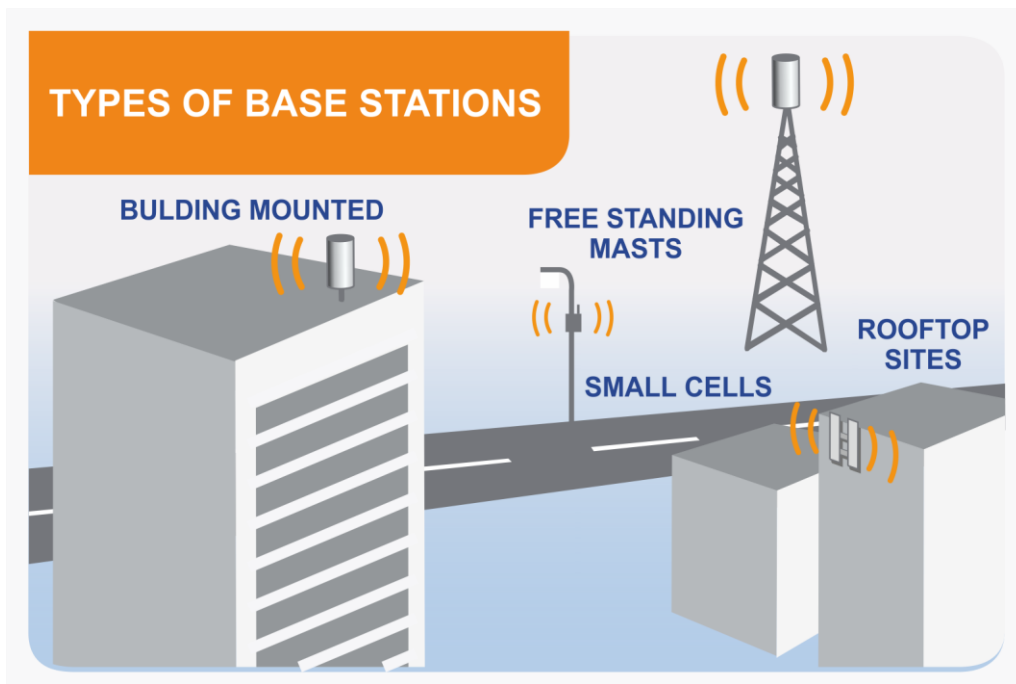 TYPES OF BASE STATIONS
BULDING MOUNTED
FREE STANDING
MASTS
ROOFTOP
SITES
SMALL CELLS